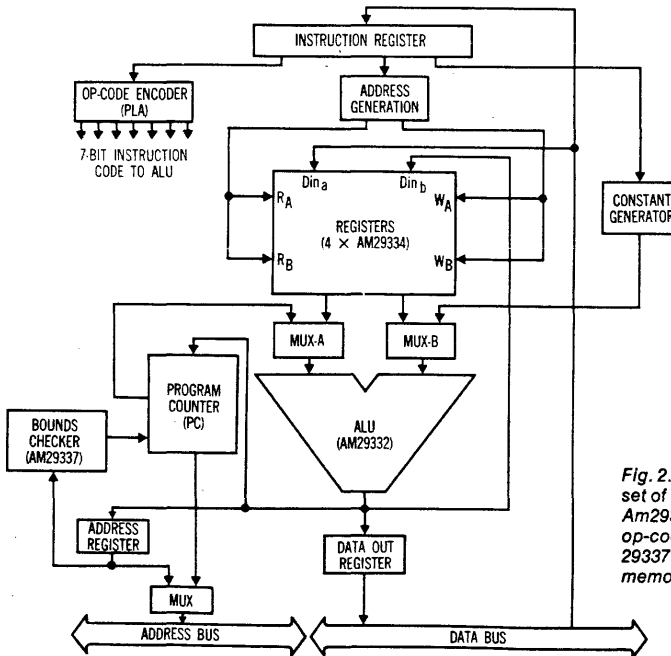 INSTRUCTION REGISTER
OP-CODE ENCODER
(PLA)
ADDRESS
GENERATION
7-BIT INSTRUCTION
CODE TO ALU
Din a
Din b
R A
W A
REGISTERS
(4 × AM29334)
R B
W B
CONSTANT
GENERATOR
MUX-A
MUX-B
PROGRAM
COUNTER
(PC)
ALU
(AM29332)
BOUNDS
CHECKER
(AM29337)
ADDRESS
REGISTER
DATA OUT
REGISTER
MUX
ADDRESS BUS
DATA BUS
Fig. 2.
set of
Am293
op-co
29337
memo